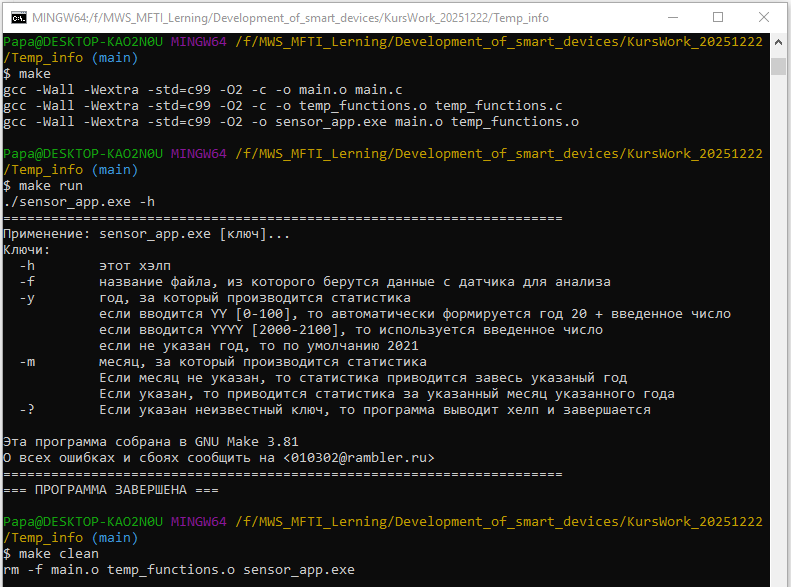 MINGW64:/f/MWS_MFTI_Lerning/Development_of_smart_devices/KursWork_20251222/Temp_info
Papa@DESKTOP-KAO2N0U MINGW64 /f/MWS_MFTI_Lerning/Development_of_smart_devices/KursWork_20251222
/Temp_info (main)
$ make
gcc -Wall -Wextra -std=c99 -O2 -c -o main.o main.c
gcc -Wall -Wextra -std=c99 -O2 -c -o temp_functions.o temp_functions.c
gcc -Wall -Wextra -std=c99 -O2 -o sensor_app.exe main.o temp_functions.o
Papa@DESKTOP-KAO2N0U MINGW64 /f/MWS_MFTI_Lerning/Development_of_smart_devices/KursWork_20251222
/Temp_info (main)
$ make run
./sensor_app.exe -h
======================================================================
Применение: sensor_app.exe [ключ]...
Ключи:
-h этот хэлп
-f название файла, из которого берутся данные с датчика для анализа
-y год, за который производится статистика
если вводится YY [0-100], то автоматически формируется год 20 + введенное число
если вводится YYYY [2000-2100], то используется введенное число
если не указан год, то по умолчанию 2021
-m месяц, за который производится статистика
Если месяц не указан, то статистика приводится завесь указаный год
Если указан, то приводится статистика за указанный месяц указанного года
-? Если указан неизвестный ключ, то программа выводит хелп и завершается
Эта программа собрана в GNU Make 3.81
О всех ошибках и сбоях сообщить на <010302@rambler.ru>
======================================================================
=== ПРОГРАММА ЗАВЕРШЕНА ===
Papa@DESKTOP-KAO2N0U MINGW64 /f/MWS_MFTI_Lerning/Development_of_smart_devices/KursWork_20251222
/Temp_info (main)
$ make clean
rm -f main.o temp_functions.o sensor_app.exe